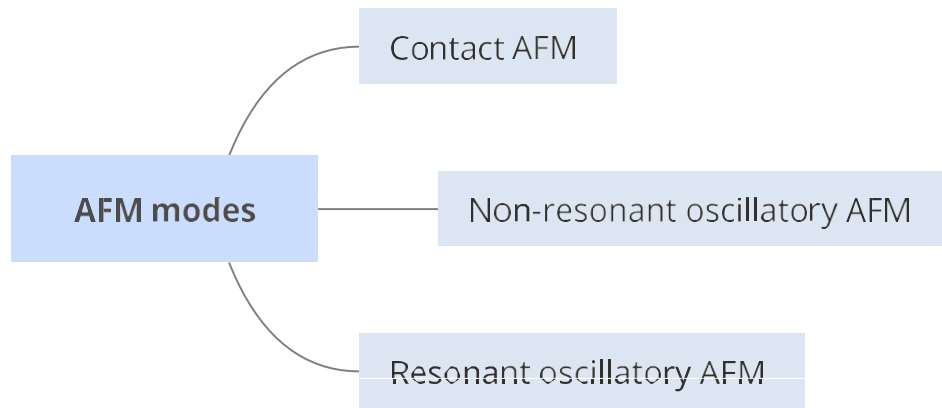 Contact AFM
AFM modes
Non-resonant oscillatory AFM
Resonant oscillatory AFM